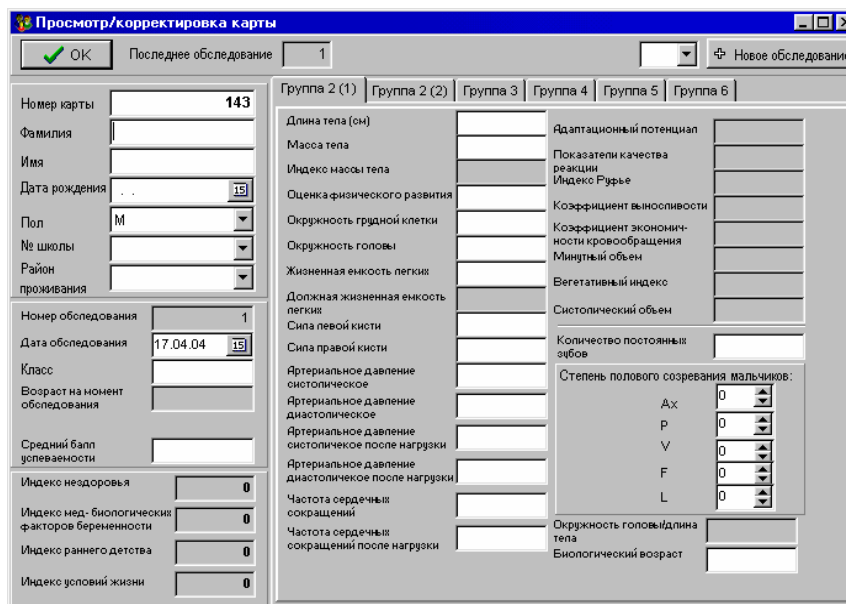 Просмотр/корректировка карты
OK
Последнее обследование
1
Новое обследование
Номер карты
143
Фамилия
Имя
Дата рождения
. .
15
Пол
М
№ школы
Район
проживания
Номер обследования
1
Дата обследования
17.04.04
15
Класс
Возраст на момент
обследования
Средний балл
успеваемости
Индекс нездоровья
0
Индекс мед- биологических
факторов беременности
0
Индекс раннего детства
0
Индекс условий жизни
0
Группа 2 (1)
Группа 2 (2)
Группа 3
Группа 4
Группа 5
Группа 6
Длина тела (см)
Масса тела
Индекс массы тела
Оценка физического развития
Окружность грудной клетки
Окружность головы
Жизненная емкость легких
Должная жизненная емкость
легких
Сила левой кисти
Сила правой кисти
Артериальное давление
систолическое
Артериальное давление
диастолическое
Артериальное давление
систоличекое после нагрузки
Артериальное давление
диастоличекое после нагрузки
Частота сердечных
сокращений
Частота сердечных
сокращений после нагрузки
Адаптационный потенциал
Показатели качества
реакции
Индекс Руфье
Коэффициент выносливости
Коэффициент экономич-
ности кровообращения
Минутный объем
Вегетативный индекс
Систолический объем
Количество постоянных
зубов
Степень полового созревания мальчиков:
Ax
0
P
0
V
0
F
0
L
0
Окружность головы/длина
тела
Биологический возраст